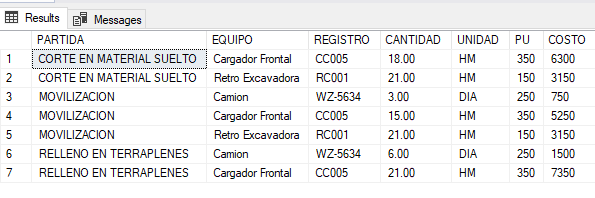 Results Messages
PARTIDA EQUIPO REGISTRO CANTIDAD UNIDAD PU COSTO
1 CORTE EN MATERIAL SUELTO Cargador Frontal CC005 18.00 HM 350 6300
2 CORTE EN MATERIAL SUELTO Retro Excavadora RC001 21.00 HM 150 3150
3 MOVILIZACION Camion WZ-5634 3.00 DIA 250 750
4 MOVILIZACION Cargador Frontal CC005 15.00 HM 350 5250
5 MOVILIZACION Retro Excavadora RC001 21.00 HM 150 3150
6 RELLENO EN TERRAPLENES Camion WZ-5634 6.00 DIA 250 1500
7 RELLENO EN TERRAPLENES Cargador Frontal CC005 21.00 HM 350 7350